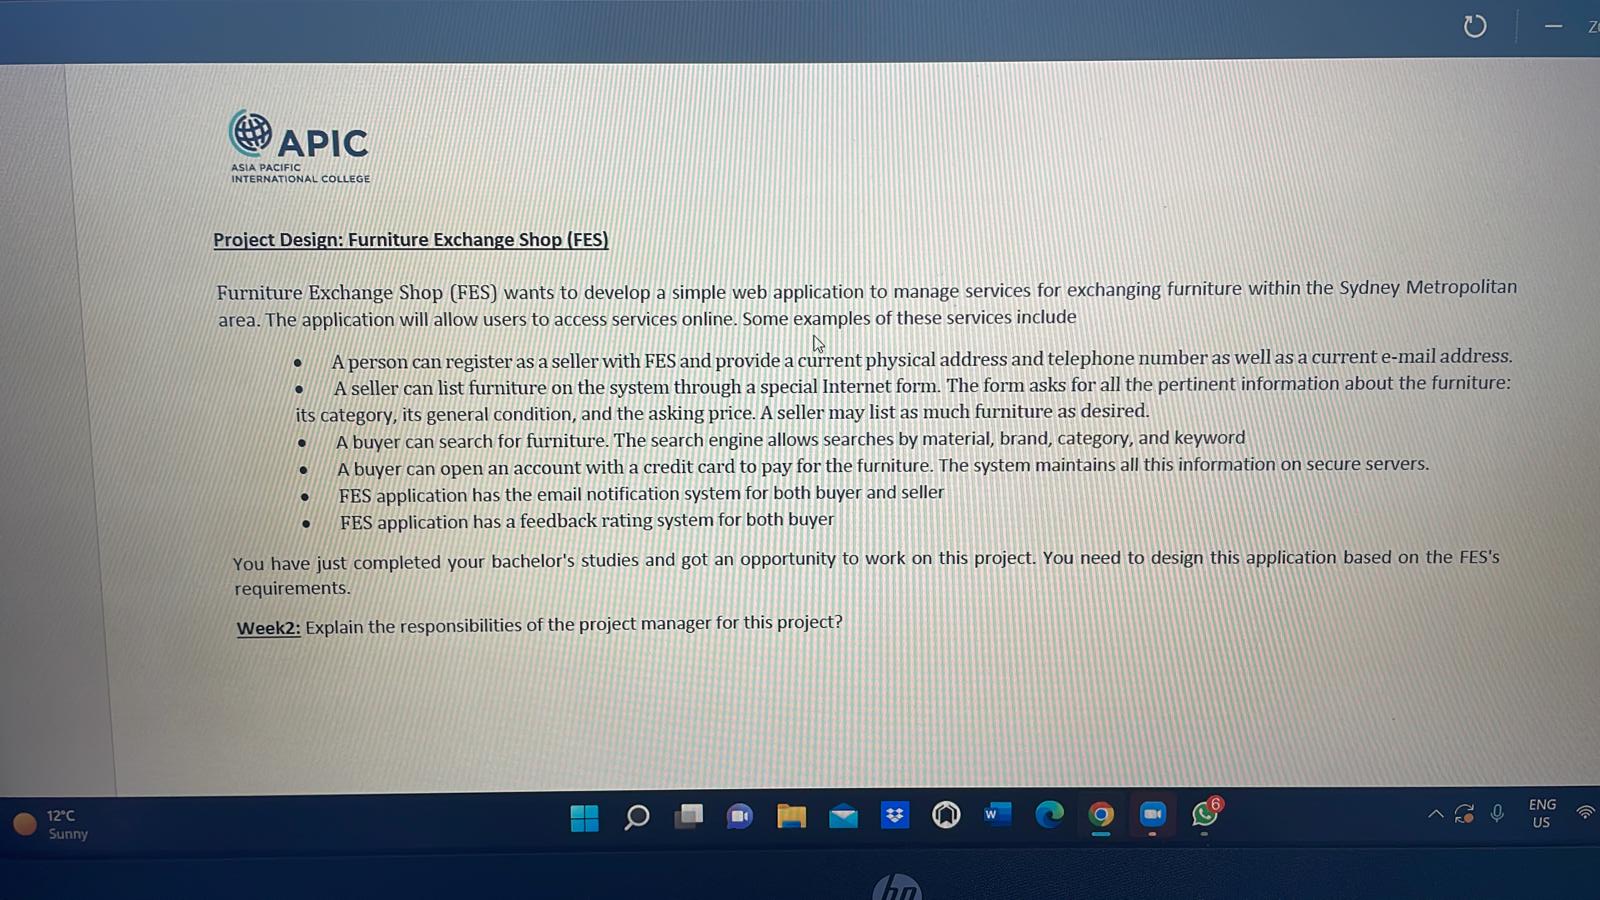 Z
APIC
ASIA PACIFIC
INTERNATIONAL COLLEGE
Project Design: Furniture Exchange Shop (FES)
Furniture Exchange Shop (FES) wants to develop a simple web application to manage services for exchanging furniture within the Sydney Metropolitan
area. The application will allow users to access services online. Some examples of these services include
• A person can register as a seller with FES and provide a current physical address and telephone number as well as a current e-mail address.
• A seller can list furniture on the system through a special Internet form. The form asks for all the pertinent information about the furniture:
its category, its general condition, and the asking price. A seller may list as much furniture as desired.
• A buyer can search for furniture. The search engine allows searches by material, brand, category, and keyword
• A buyer can open an account with a credit card to pay for the furniture. The system maintains all this information on secure servers.
• FES application has the email notification system for both buyer and seller
• FES application has a feedback rating system for both buyer
You have just completed your bachelor's studies and got an opportunity to work on this project. You need to design this application based on the FES's
requirements.
Week2: Explain the responsibilities of the project manager for this project?
12°C
Sunny
W
6
ENG
US
hp